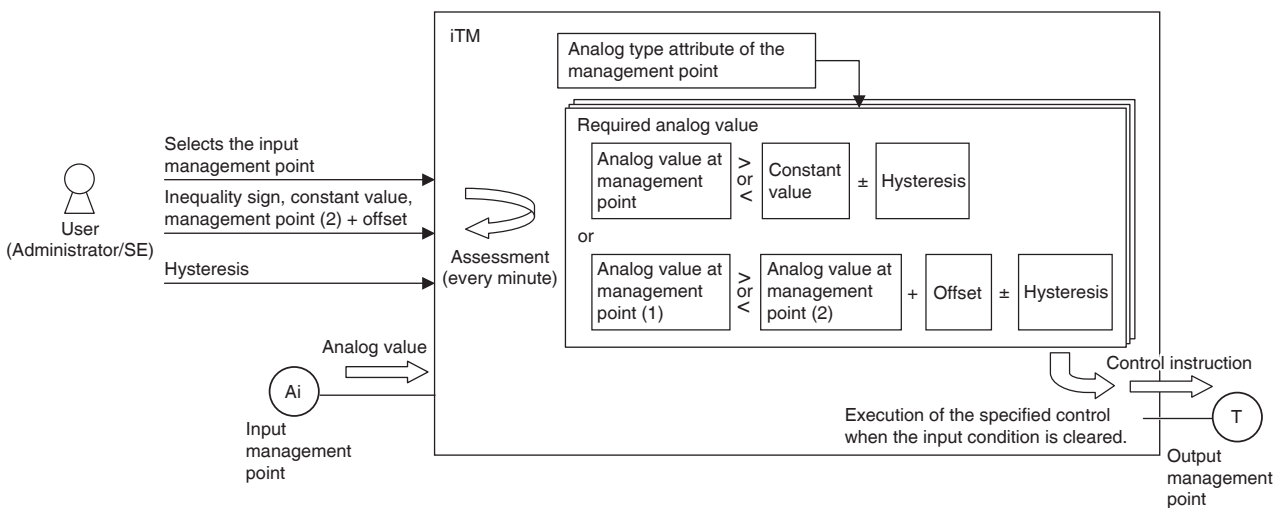 iTM
Analog type attribute of the
management point
Selects the input
management point
Inequality sign, constant value,
management point (2) + offset
Hysteresis
User
(Administrator/SE)
Assessment
(every minute)
Required analog value
Analog value at
management
point
>
or
<
Constant
value
±
Hysteresis
or
Analog value at
management
point (1)
>
or
<
Analog value at
management
point (2)
+
Offset
±
Hysteresis
Analog value
Ai
Input
management
point
Control instruction
Execution of the specified control
when the input condition is cleared.
T
Output
management
point